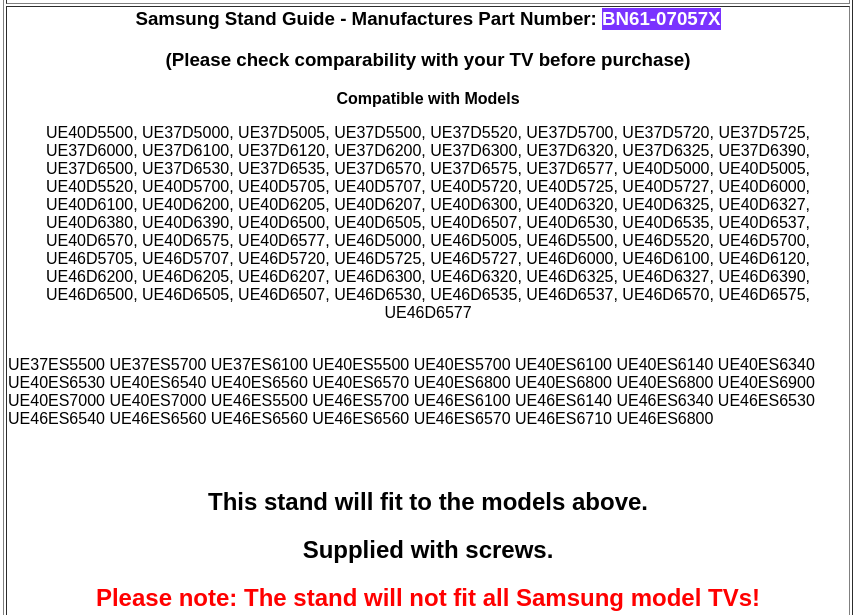 Samsung Stand Guide - Manufactures Part Number: BN61-07057X
(Please check comparability with your TV before purchase)
Compatible with Models
UE40D5500, UE37D5000, UE37D5005, UE37D5500, UE37D5520, UE37D5700, UE37D5720, UE37D5725,
UE37D6000, UE37D6100, UE37D6120, UE37D6200, UE37D6300, UE37D6320, UE37D6325, UE37D6390,
UE37D6500, UE37D6530, UE37D6535, UE37D6570, UE37D6575, UE37D6577, UE40D5000, UE40D5005,
UE40D5520, UE40D5700, UE40D5705, UE40D5707, UE40D5720, UE40D5725, UE40D5727, UE40D6000,
UE40D6100, UE40D6200, UE40D6205, UE40D6207, UE40D6300, UE40D6320, UE40D6325, UE40D6327,
UE40D6380, UE40D6390, UE40D6500, UE40D6505, UE40D6507, UE40D6530, UE40D6535, UE40D6537,
UE40D6570, UE40D6575, UE40D6577, UE46D5000, UE46D5005, UE46D5500, UE46D5520, UE46D5700,
UE46D5705, UE46D5707, UE46D5720, UE46D5725, UE46D5727, UE46D6000, UE46D6100, UE46D6120,
UE46D6200, UE46D6205, UE46D6207, UE46D6300, UE46D6320, UE46D6325, UE46D6327, UE46D6390,
UE46D6500, UE46D6505, UE46D6507, UE46D6530, UE46D6535, UE46D6537, UE46D6570, UE46D6575,
UE46D6577
UE37ES5500 UE37ES5700 UE37ES6100 UE40ES5500 UE40ES5700 UE40ES6100 UE40ES6140 UE40ES6340
UE40ES6530 UE40ES6540 UE40ES6560 UE40ES6570 UE40ES6800 UE40ES6800 UE40ES6800 UE40ES6900
UE40ES7000 UE40ES7000 UE46ES5500 UE46ES5700 UE46ES6100 UE46ES6140 UE46ES6340 UE46ES6530
UE46ES6540 UE46ES6560 UE46ES6560 UE46ES6560 UE46ES6570 UE46ES6710 UE46ES6800
This stand will fit to the models above.
Supplied with screws.
Please note: The stand will not fit all Samsung model TVs!